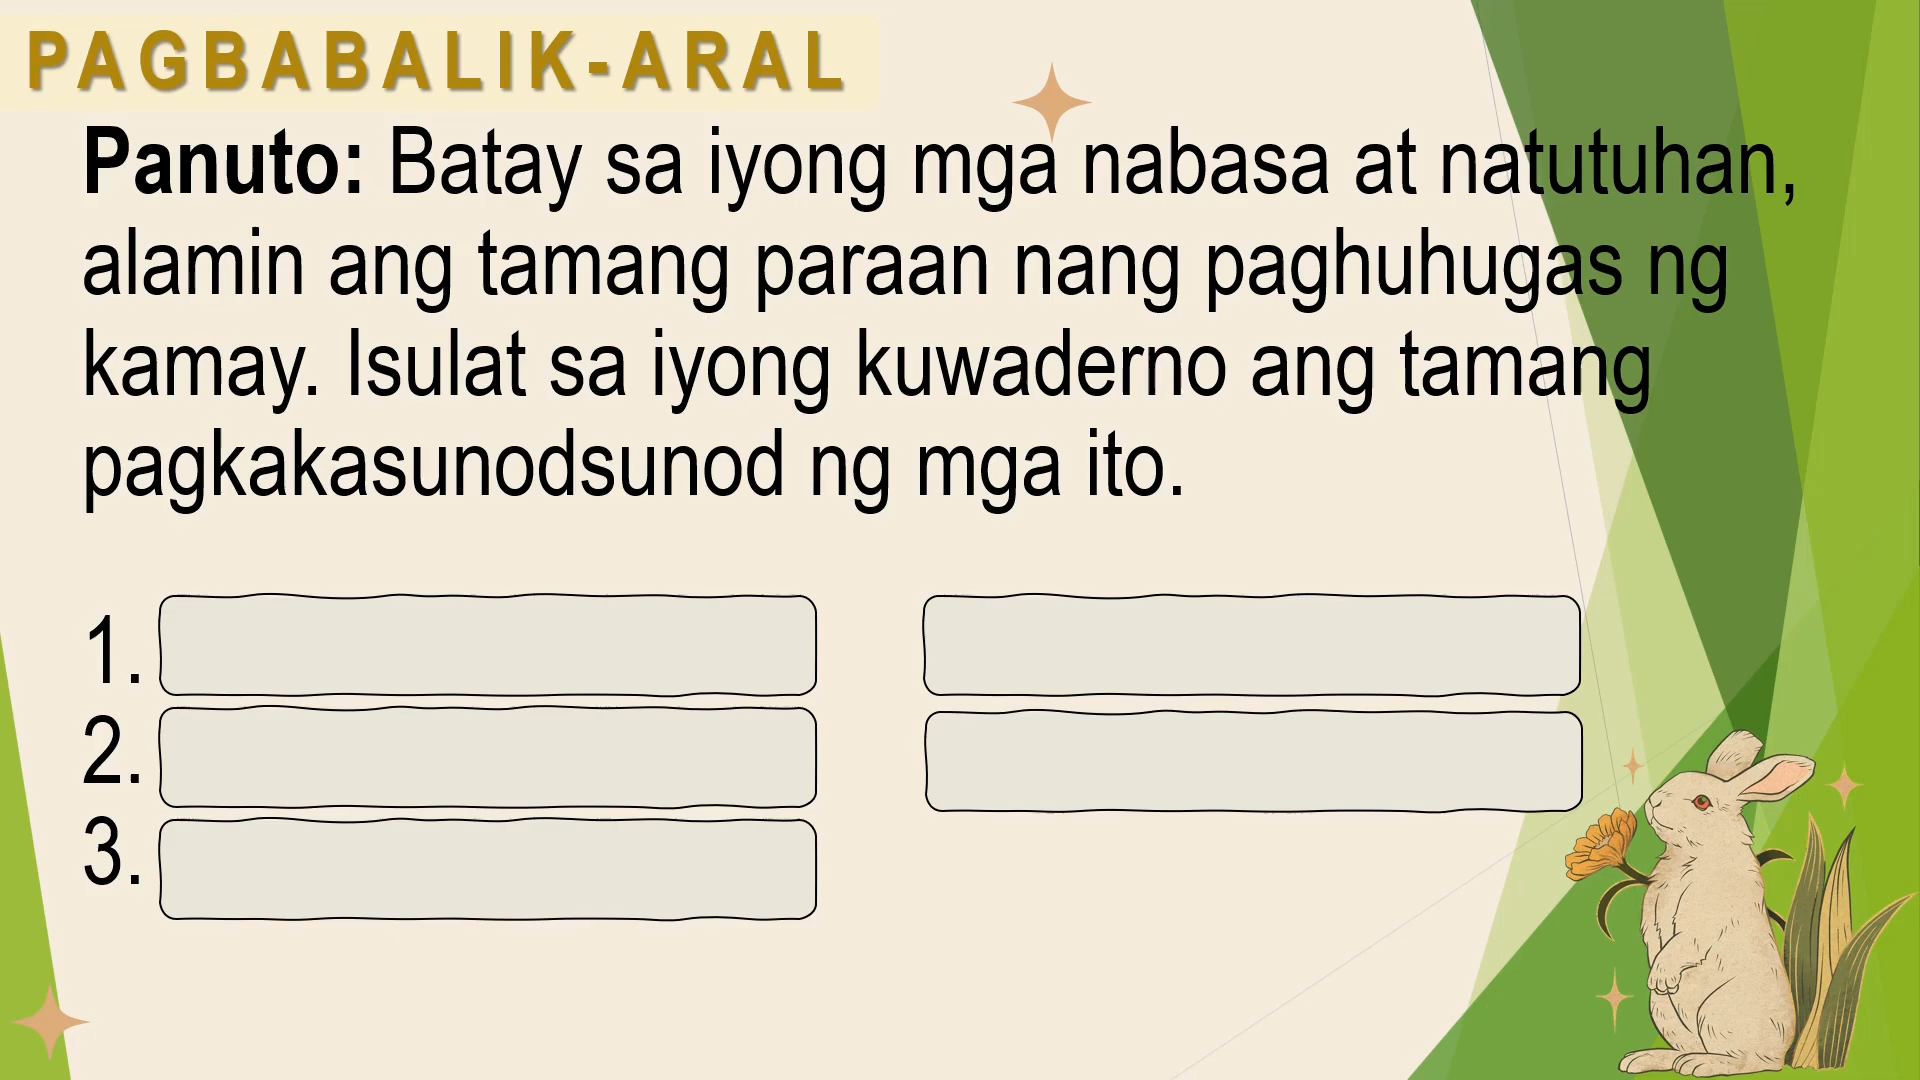 PAGBABALIK-ARAL
Panuto: Batay sa iyong mga nabasa at natutuhan,
alamin ang tamang paraan nang paghuhugas ng
kamay. Isulat sa iyong kuwaderno ang tamang
pagkakasunodsunod ng mga ito.
1.
2.
3.